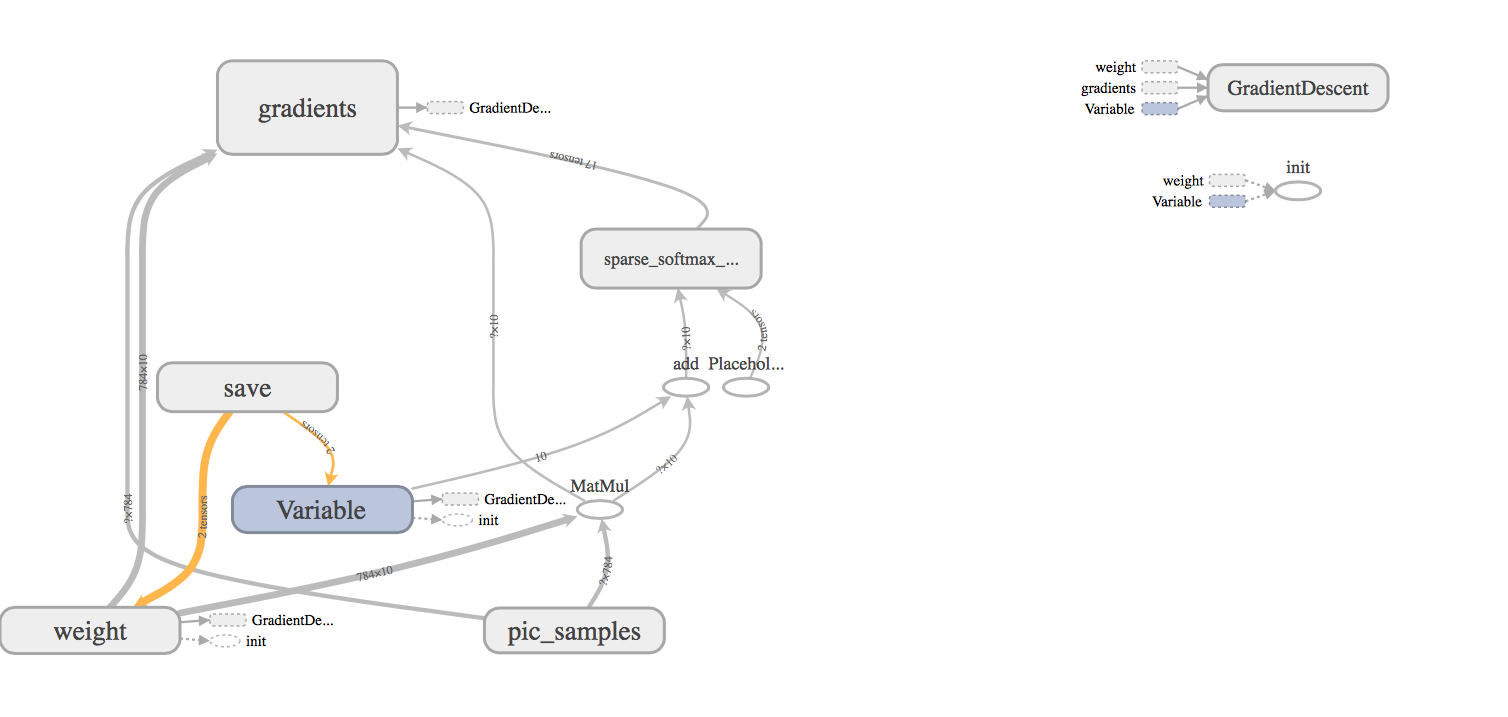 gradients
GradientDe...
weight
gradients
Variable
GradientDescent
17 tensors
init
weight
Variable
sparse_softmax_...
?×10
?×10
2 tensors
784×10
save
add
Placehol...
2 tensors
10
?×10
MatMul
Variable
GradientDe...
init
?×784
2 tensors
784×10
?×784
weight
GradientDe...
init
pic_samples